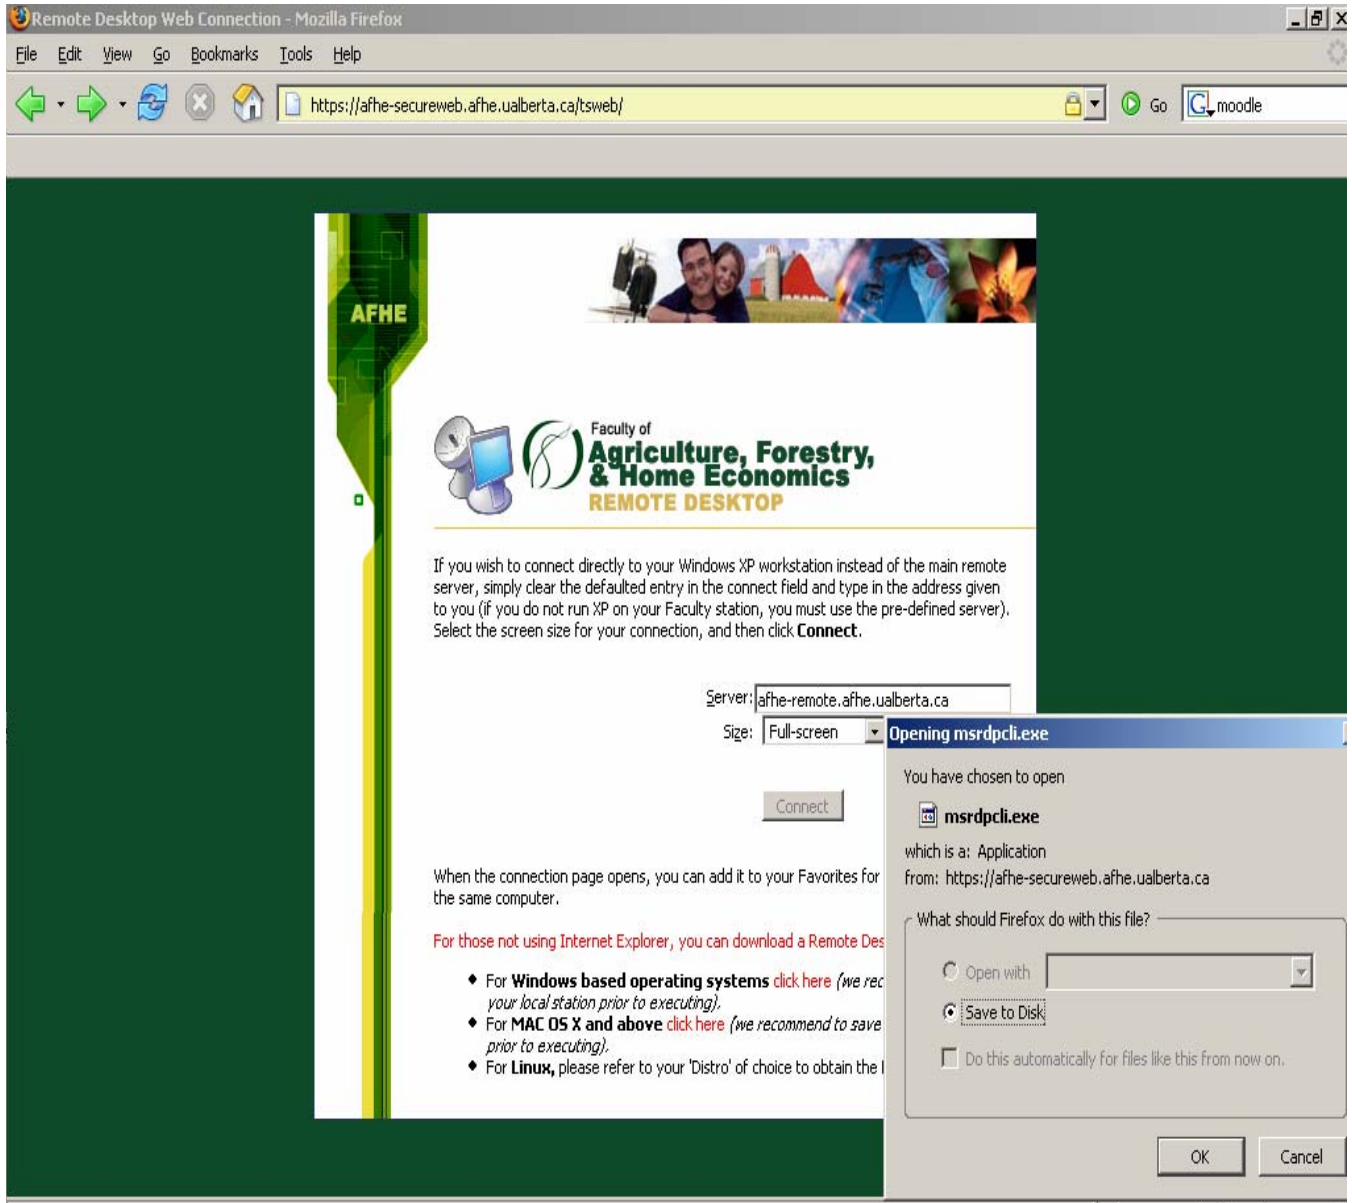 Remote Desktop Web Connection - Mozilla Firefox
File Edit View Go Bookmarks Tools Help
https://afhe-secureweb.afhe.ualberta.ca/tsweb/ Go G moodle
AFHE
Faculty of
Agriculture, Forestry,
& Home Economics
REMOTE DESKTOP
If you wish to connect directly to your Windows XP workstation instead of the main remote
server, simply clear the defaulted entry in the connect field and type in the address given
to you (if you do not run XP on your Faculty station, you must use the pre-defined server).
Select the screen size for your connection, and then click Connect.
Server: afhe-remote.afhe.ualberta.ca
Size: Full-screen
Connect
When the connection page opens, you can add it to your Favorites for
the same computer.
For those not using Internet Explorer, you can download a Remote Des
For Windows based operating systems click here (we rec
your local station prior to executing).
For MAC OS X and above click here (we recommend to save
prior to executing).
For Linux, please refer to your 'Distro' of choice to obtain the
Opening msrdpcli.exe
You have chosen to open
msrdpcli.exe
which is a: Application
from: https://afhe-secureweb.afhe.ualberta.ca
What should Firefox do with this file?
Open with
Save to Disk
Do this automatically for files like this from now on.
OK Cancel